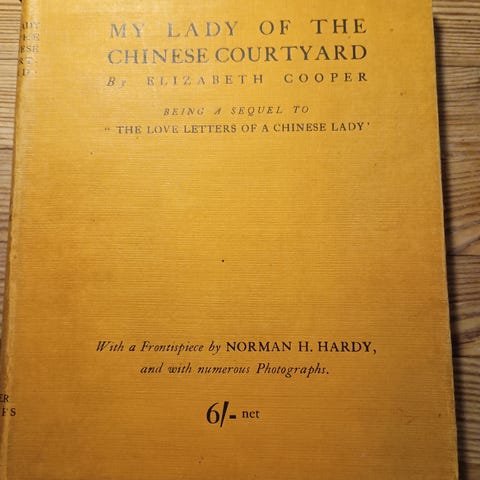 MY LADY OF THE
CHINESE COURTYARD
By ELIZABETH COOPER
BEING A SEQUEL TO
"THE LOVE LETTERS OF A CHINESE LADY'
With a Frontispiece by NORMAN H. HARDY,
and with numerous Photographs.
6/- net